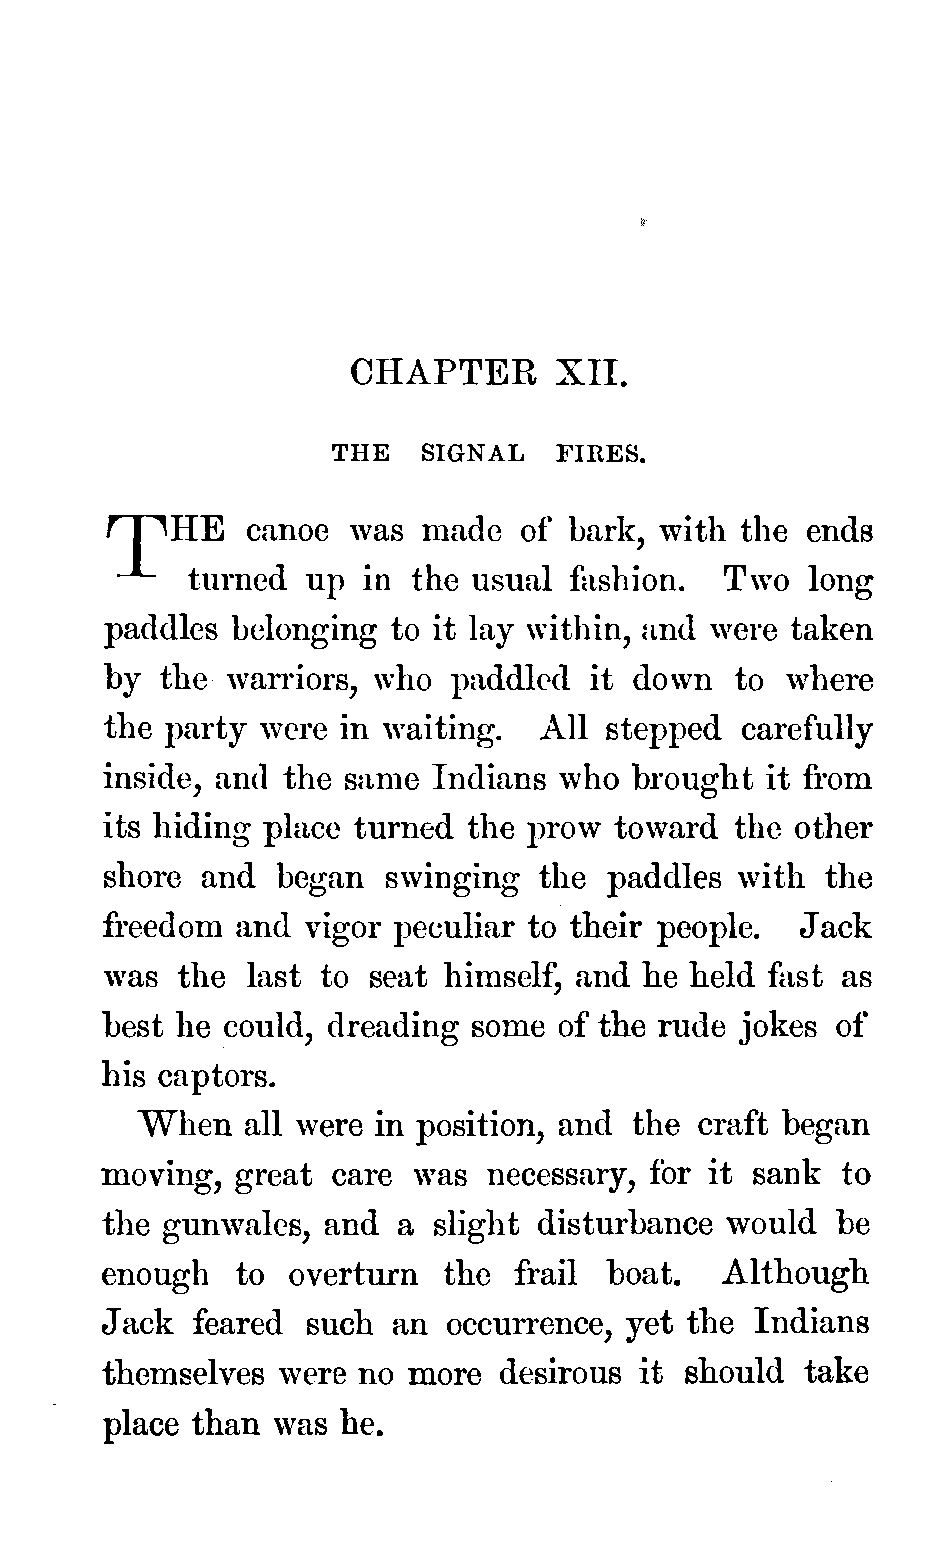 CHAPTER XII.
THE SIGNAL FIRES.
THE canoe was made of bark, with the ends
turned up in the usual fashion. Two long
paddles belonging to it lay within, and were taken
by the warriors, who paddled it down to where
the party were in waiting. All stepped carefully
inside, and the same Indians who brought it from
its hiding place turned the prow toward the other
shore and began swinging the paddles with the
freedom and vigor peculiar to their people. Jack
was the last to seat himself, and he held fast as
best he could, dreading some of the rude jokes of
his captors.
When all were in position, and the craft began
moving, great care was necessary, for it sank to
the gunwales, and a slight disturbance would be
enough to overturn the frail boat. Although
Jack feared such an occurrence, yet the Indians
themselves were no more desirous it should take
place than was he.